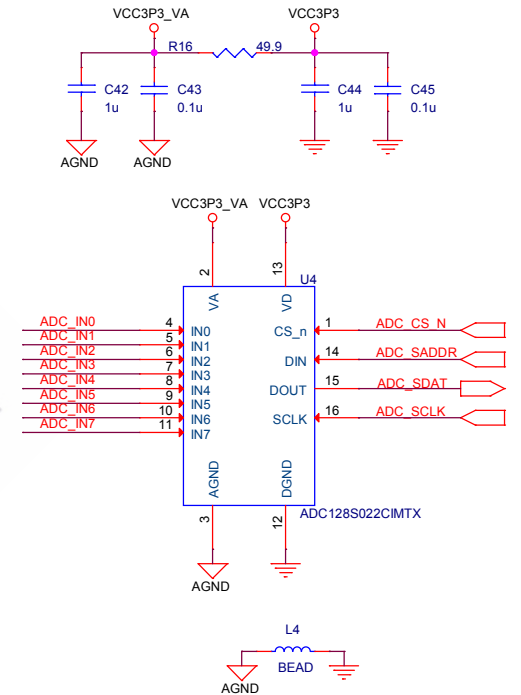 VCC3P3_VA VCC3P3
R16 49.9
C42 C43 C44 C45
1u 0.1u 1u 0.1u
AGND AGND
VCC3P3_VA VCC3P3
2 13
U4
VA VD
ADC_IN0 4 IN0 CS_n 1 ADC_CS_N
ADC_IN1 5 IN1
ADC_IN2 6 IN2 DIN 14 ADC_SADDR
ADC_IN3 7 IN3
ADC_IN4 8 IN4 DOUT 15 ADC_SDAT
ADC_IN5 9 IN5
ADC_IN6 10 IN6 SCLK 16 ADC_SCLK
ADC_IN7 11 IN7
AGND DGND
3 12 ADC128S022CIMTX
AGND
L4
BEAD
AGND